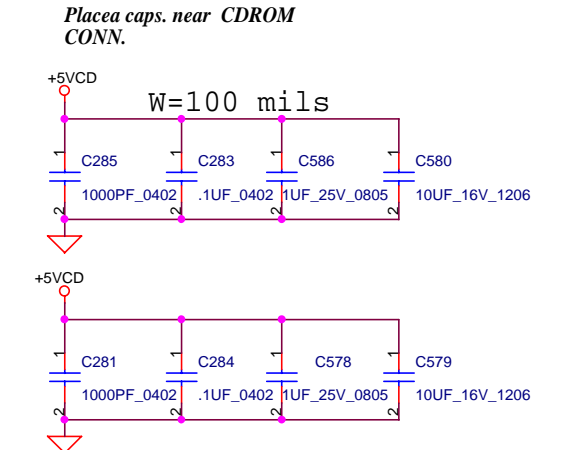 Placea caps. near CDROM
CONN.
+5VCD
W=100 mils
1 1 1 1
C285 C283 C586 C580
1000PF_0402 .1UF_0402 1UF_25V_0805 10UF_16V_1206
2 2 2 2
+5VCD
1 1 1 1
C281 C284 C578 C579
1000PF_0402 .1UF_0402 1UF_25V_0805 10UF_16V_1206
2 2 2 2